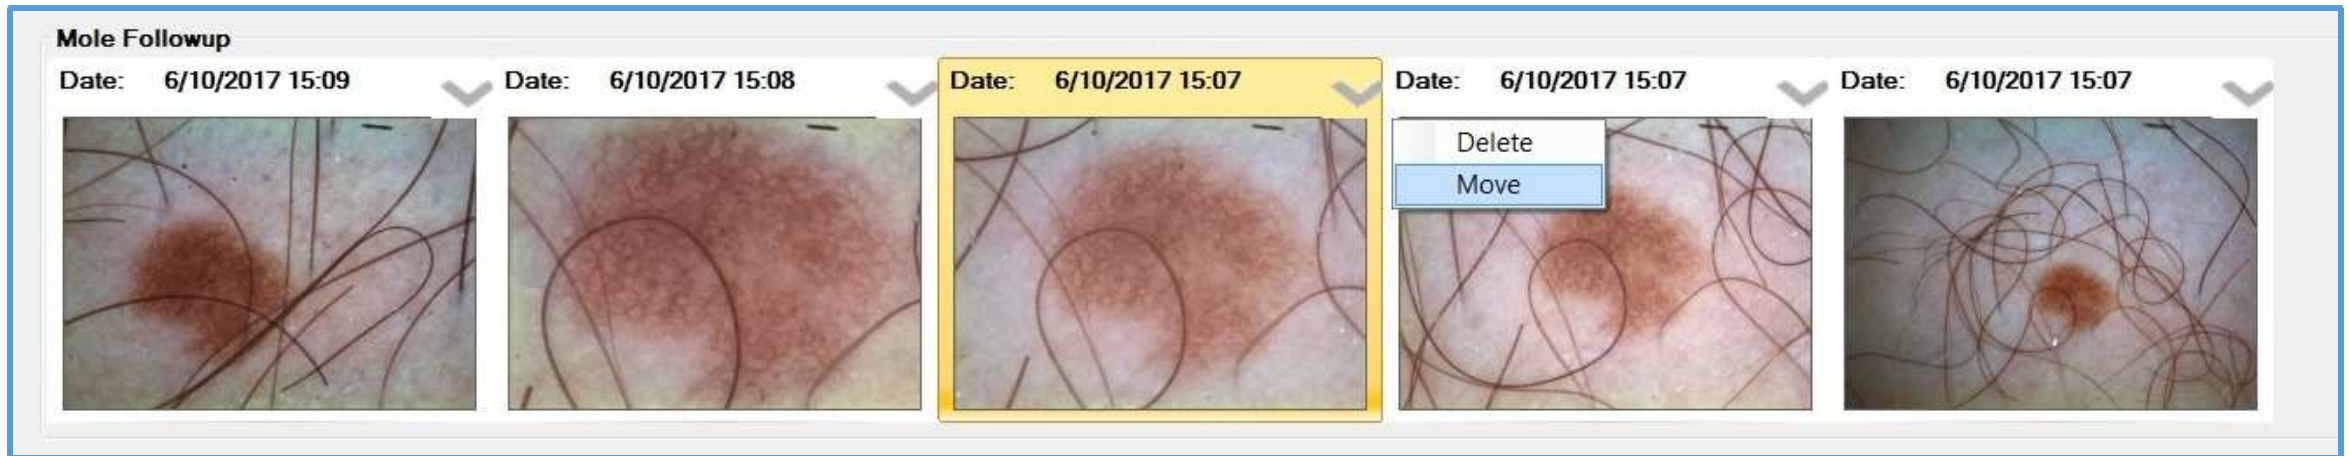 Mole Followup
Date: 6/10/2017 15:09
Date: 6/10/2017 15:08
Date: 6/10/2017 15:07
Date: 6/10/2017 15:07
Date: 6/10/2017 15:07
Delete
Move